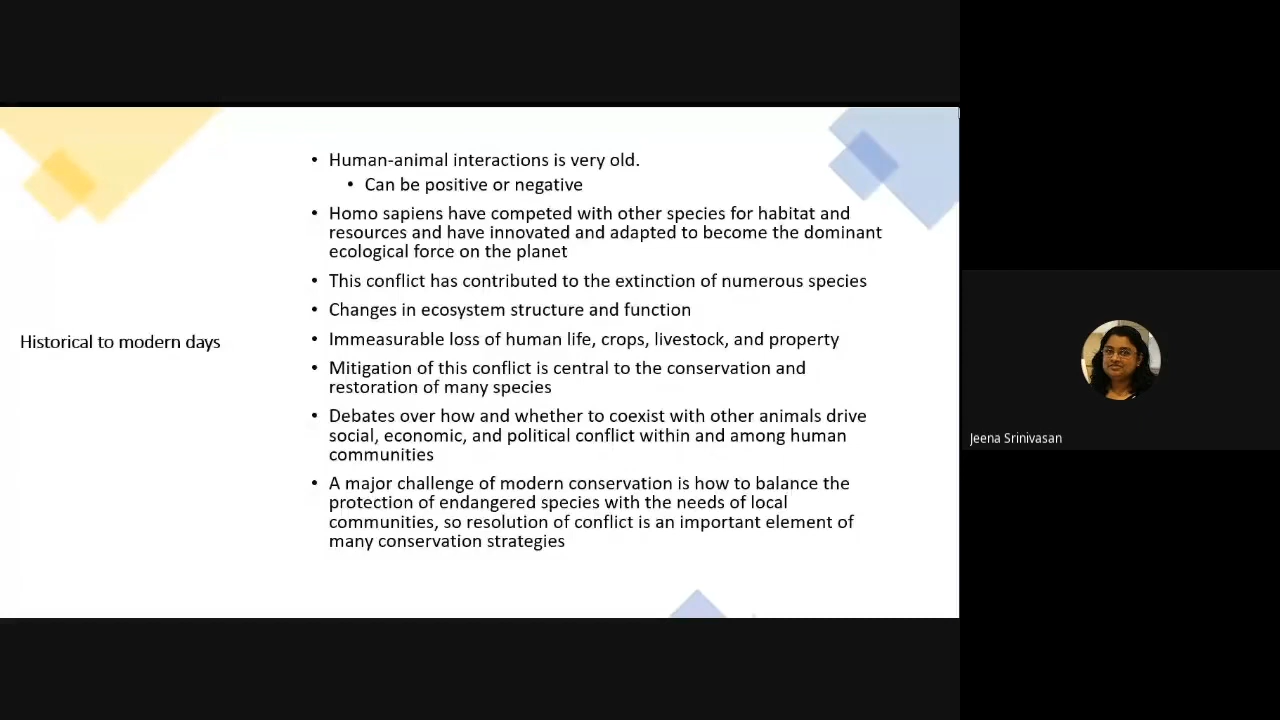 Historical to modern days
• Human-animal interactions is very old.
• Can be positive or negative
• Homo sapiens have competed with other species for habitat and
resources and have innovated and adapted to become the dominant
ecological force on the planet
• This conflict has contributed to the extinction of numerous species
• Changes in ecosystem structure and function
• Immeasurable loss of human life, crops, livestock, and property
• Mitigation of this conflict is central to the conservation and
restoration of many species
• Debates over how and whether to coexist with other animals drive
social, economic, and political conflict within and among human
communities
• A major challenge of modern conservation is how to balance the
protection of endangered species with the needs of local
communities, so resolution of conflict is an important element of
many conservation strategies
Jeena Srinivasan